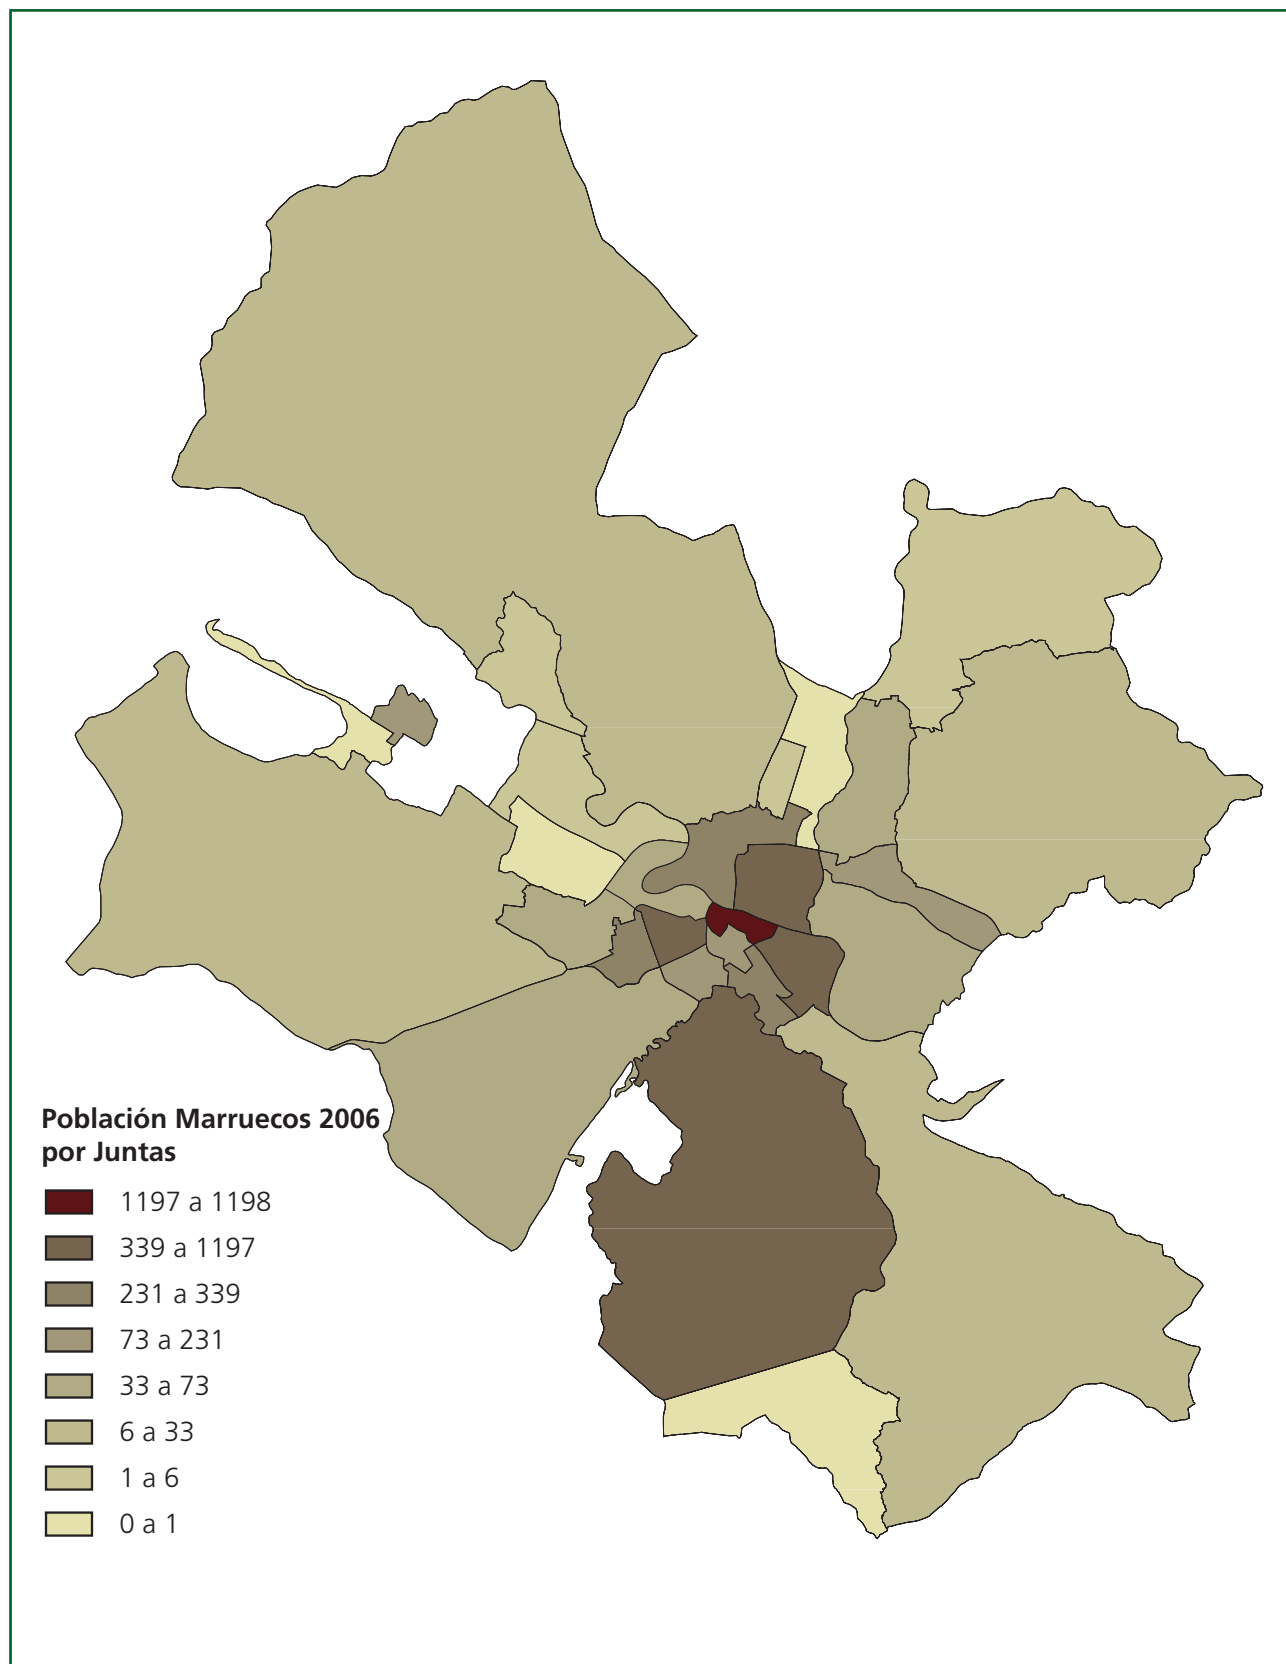 Población Marruecos 2006
por Juntas
1197 a 1198
339 a 1197
231 a 339
73 a 231
33 a 73
6 a 33
1 a 6
0 a 1